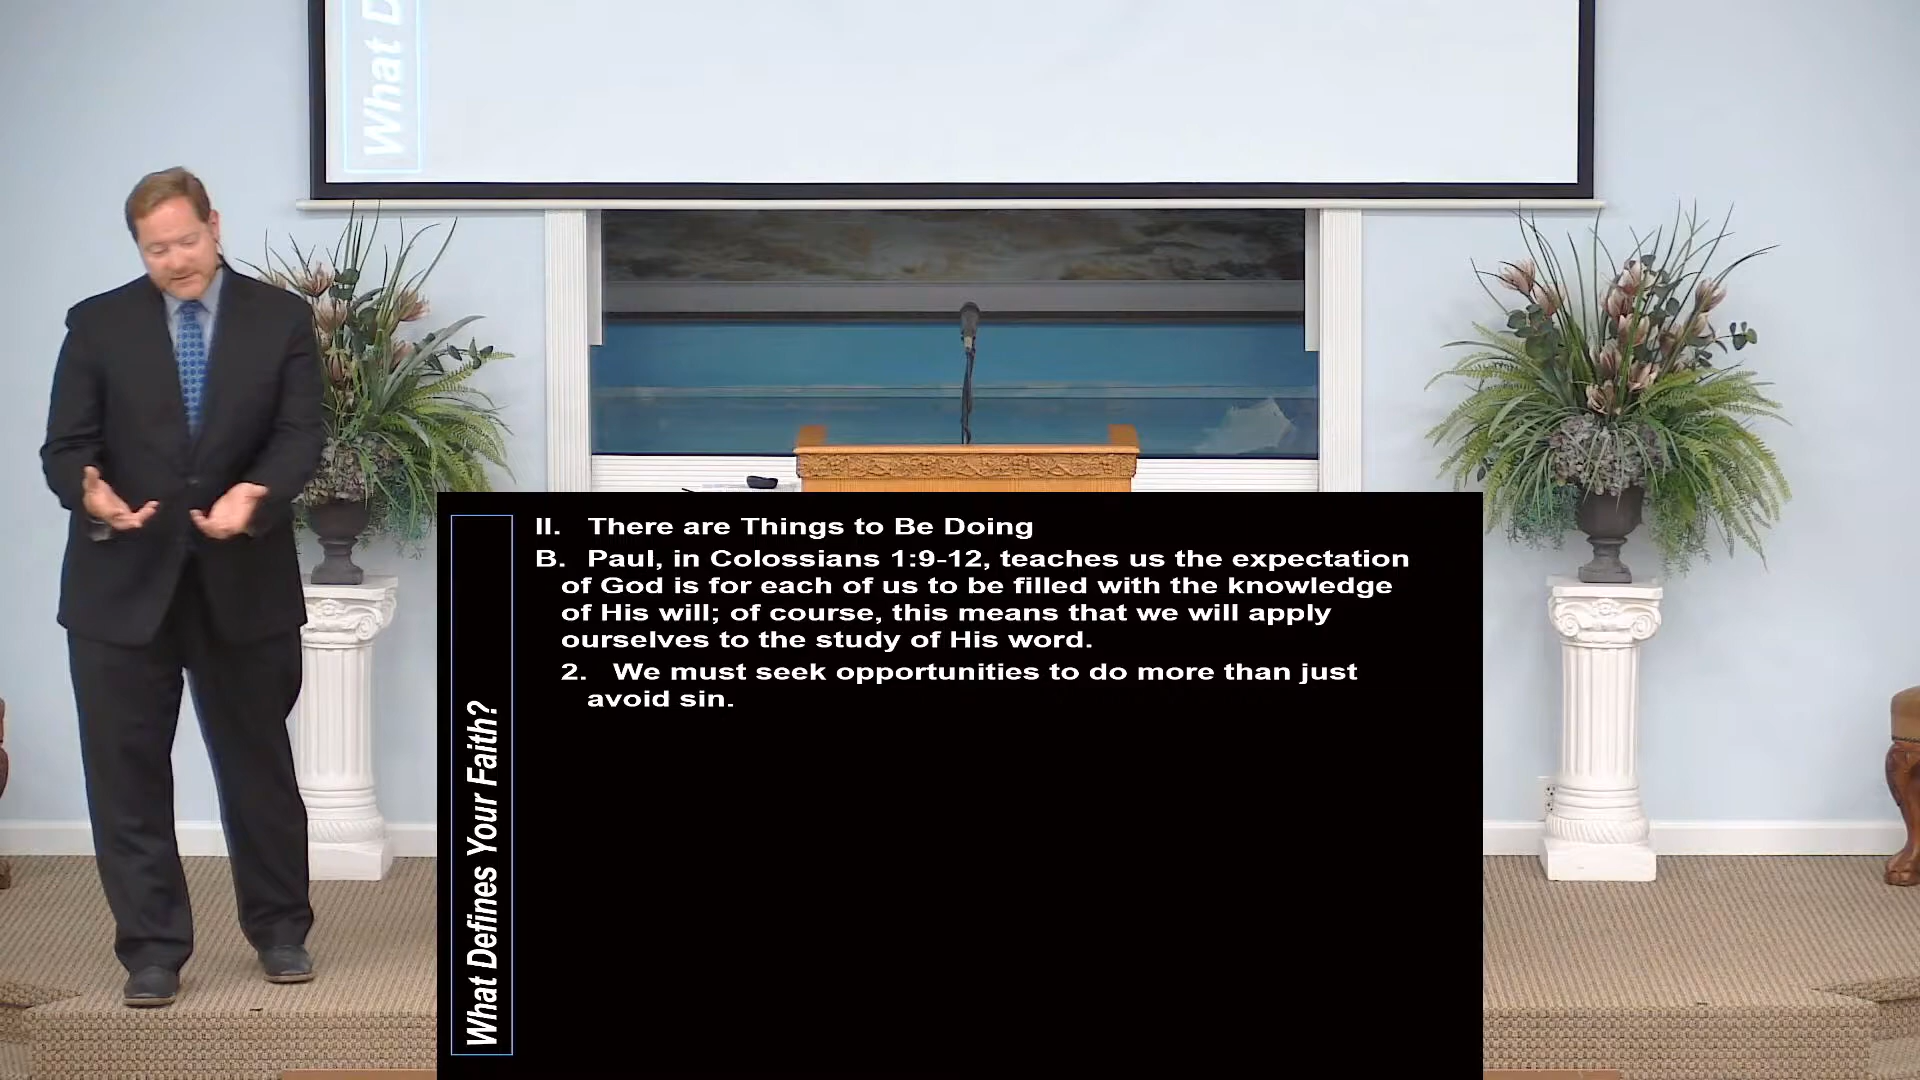 What D
II. There are Things to Be Doing
B. Paul, in Colossians 1:9-12, teaches us the expectation
of God is for each of us to be filled with the knowledge
of His will; of course, this means that we will apply
ourselves to the study of His word.
2. We must seek opportunities to do more than just
avoid sin.
What Defines Your Faith?